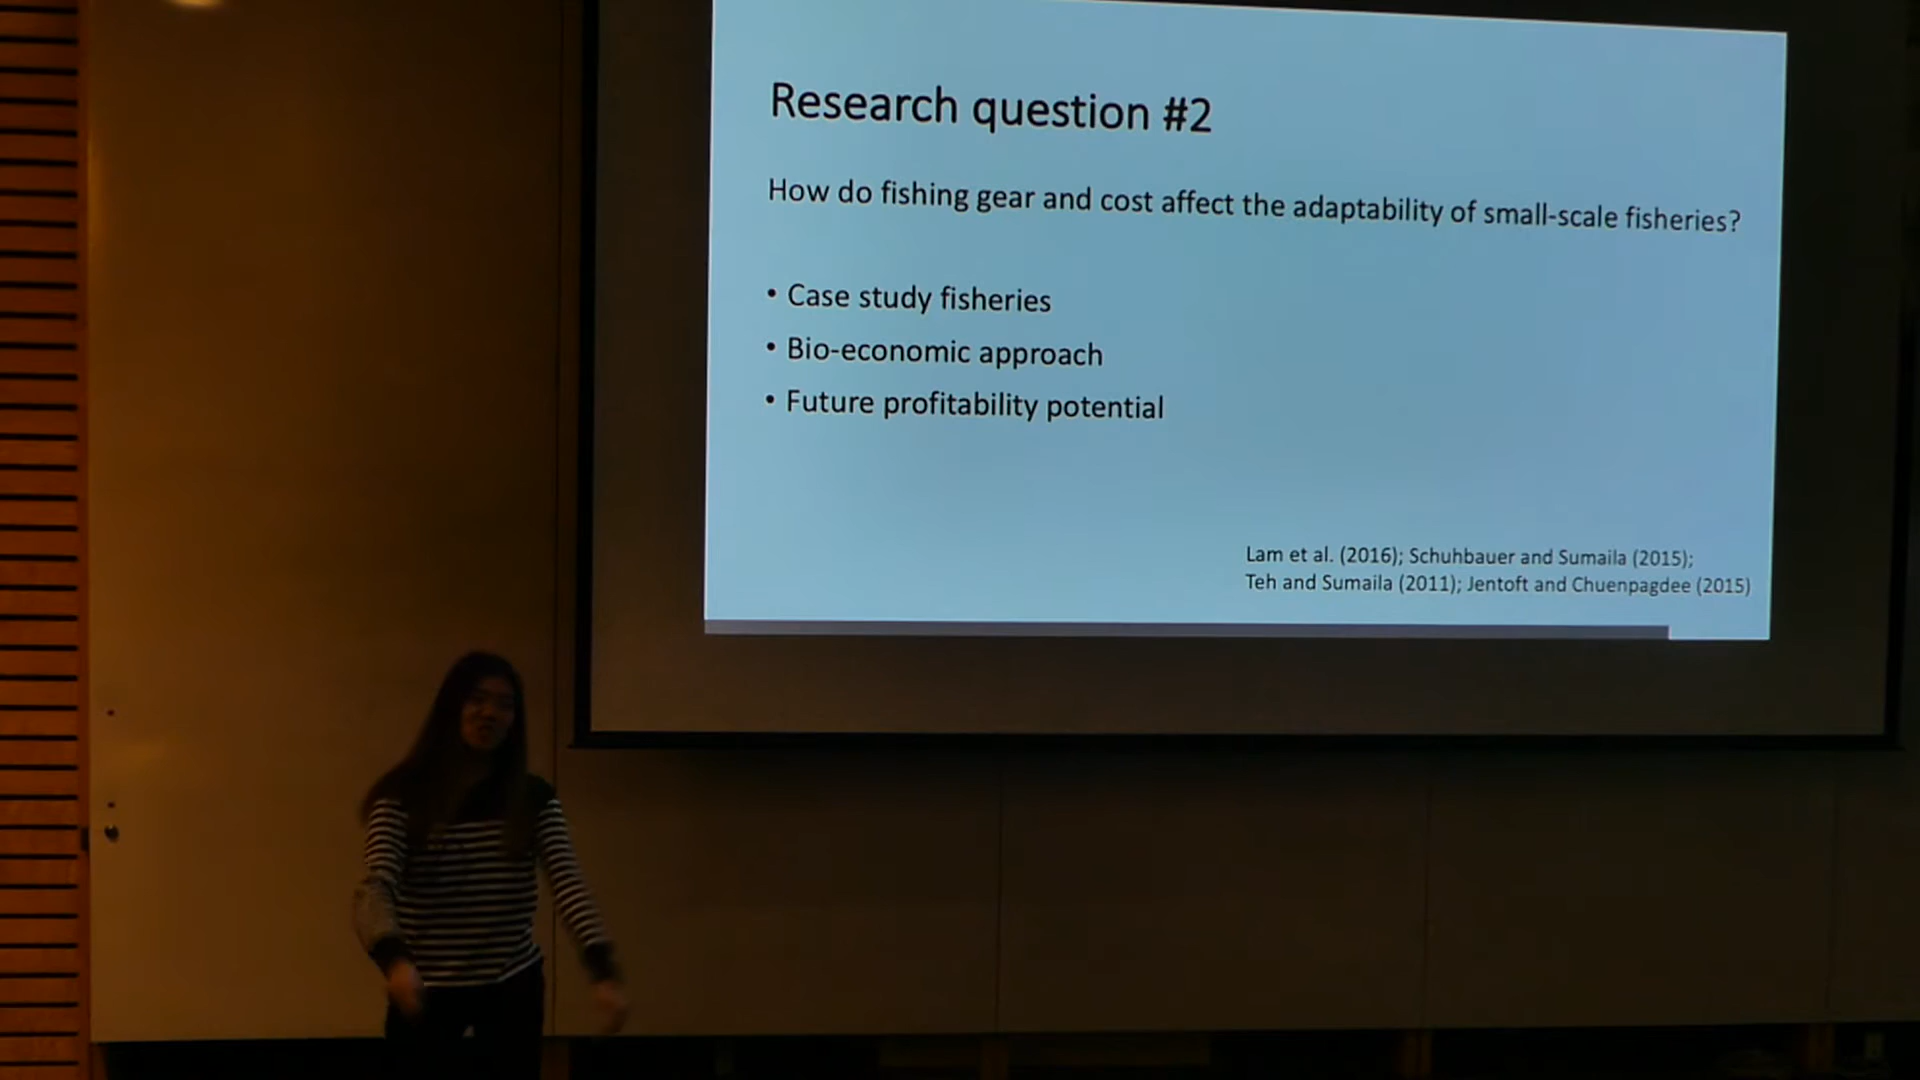 Research question #2
How do fishing gear and cost affect the adaptability of small-scale fisheries?
• Case study fisheries
• Bio-economic approach
• Future profitability potential
Lam et al. (2016); Schuhbauer and Sumaila (2015);
Teh and Sumaila (2011); Jentoft and Chuenpagdee (2015)